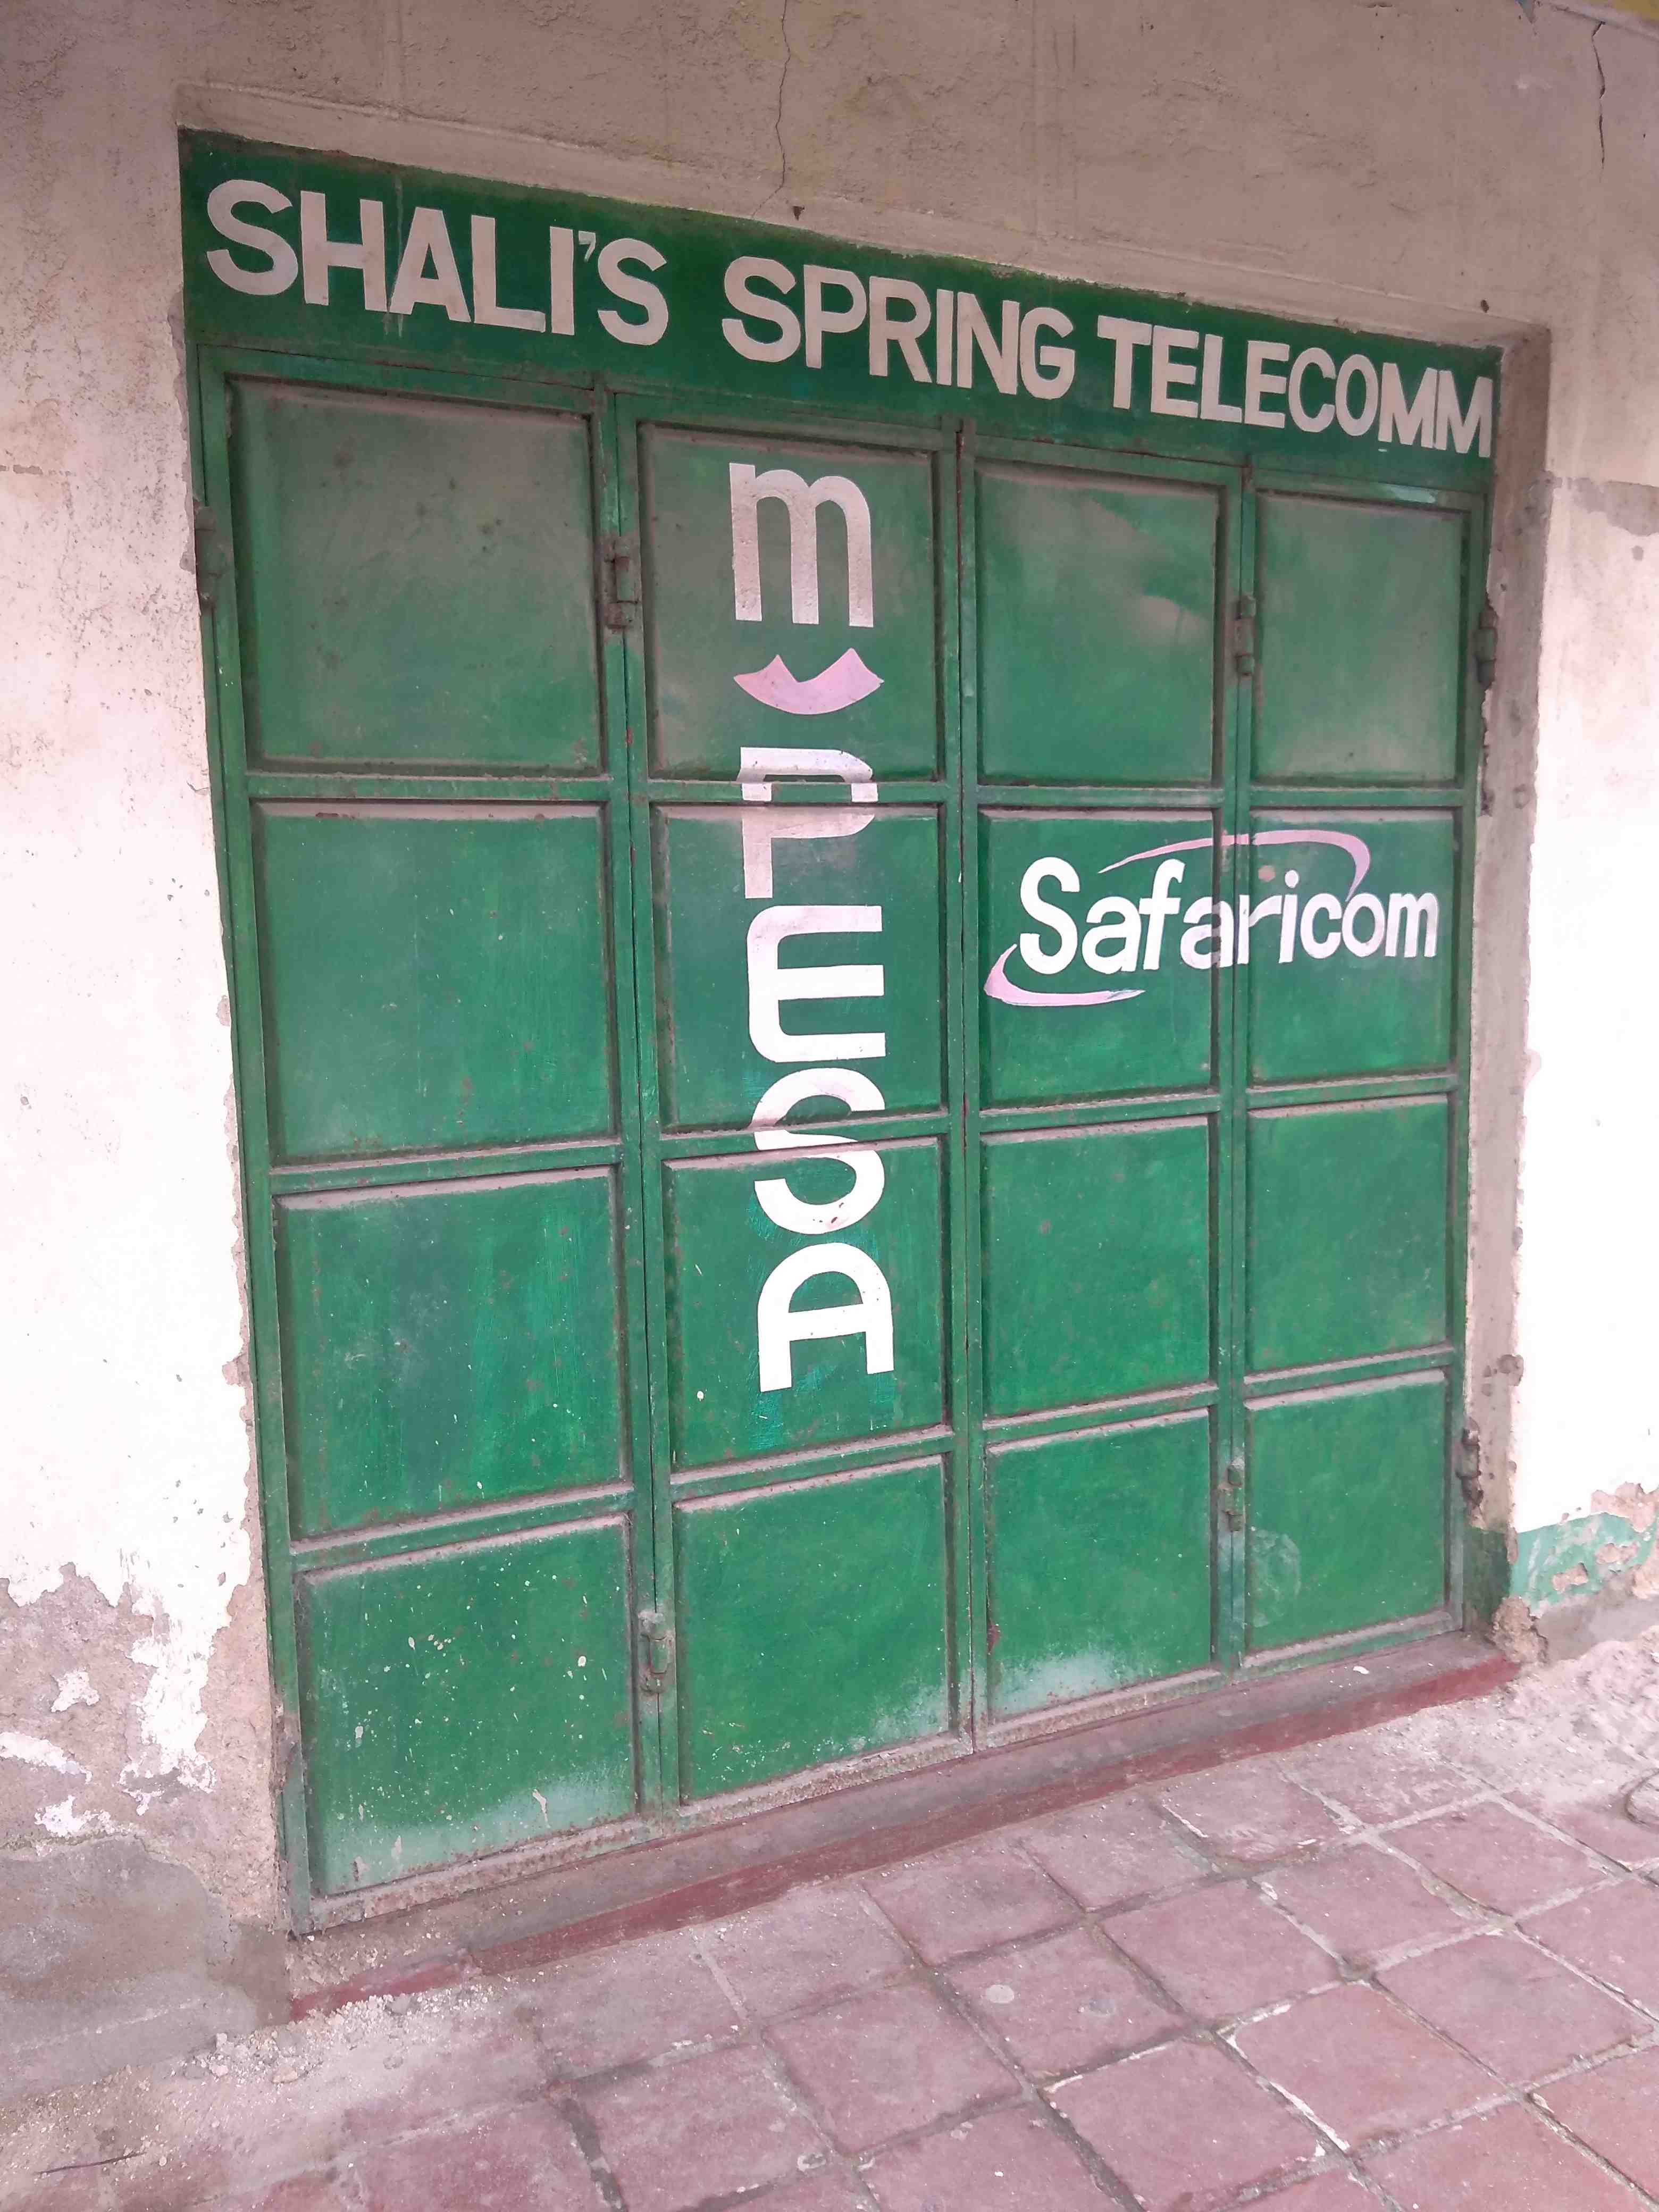 SHALI'S SPRING TELECOMM
m-PESA
Safaricom